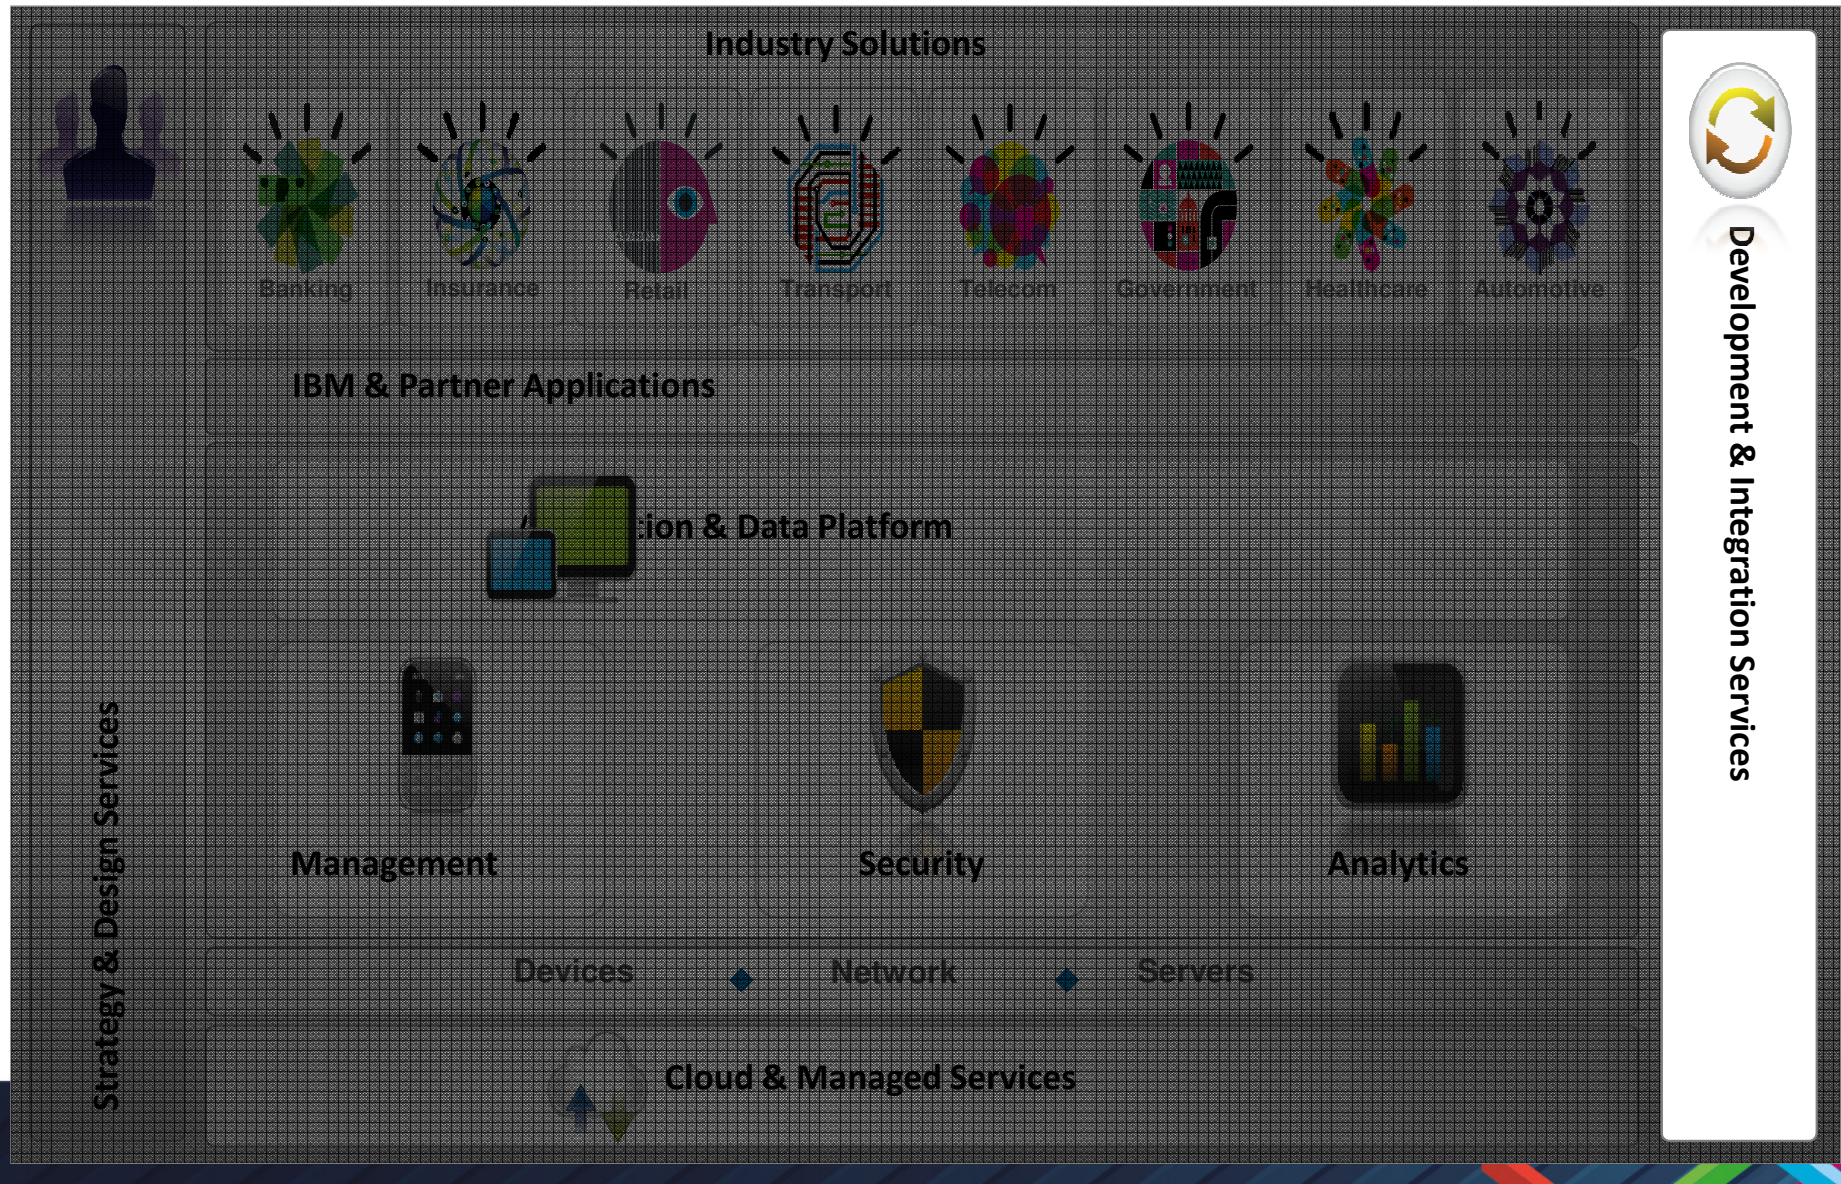 Industry Solutions
Banking
Insurance
Retail
Transport
Telecom
Government
Healthcare
Automotive
IBM & Partner Applications
tion & Data Platform
Management
Security
Analytics
Devices
Network
Servers
Cloud & Managed Services
Strategy & Design Services
Development & Integration Services